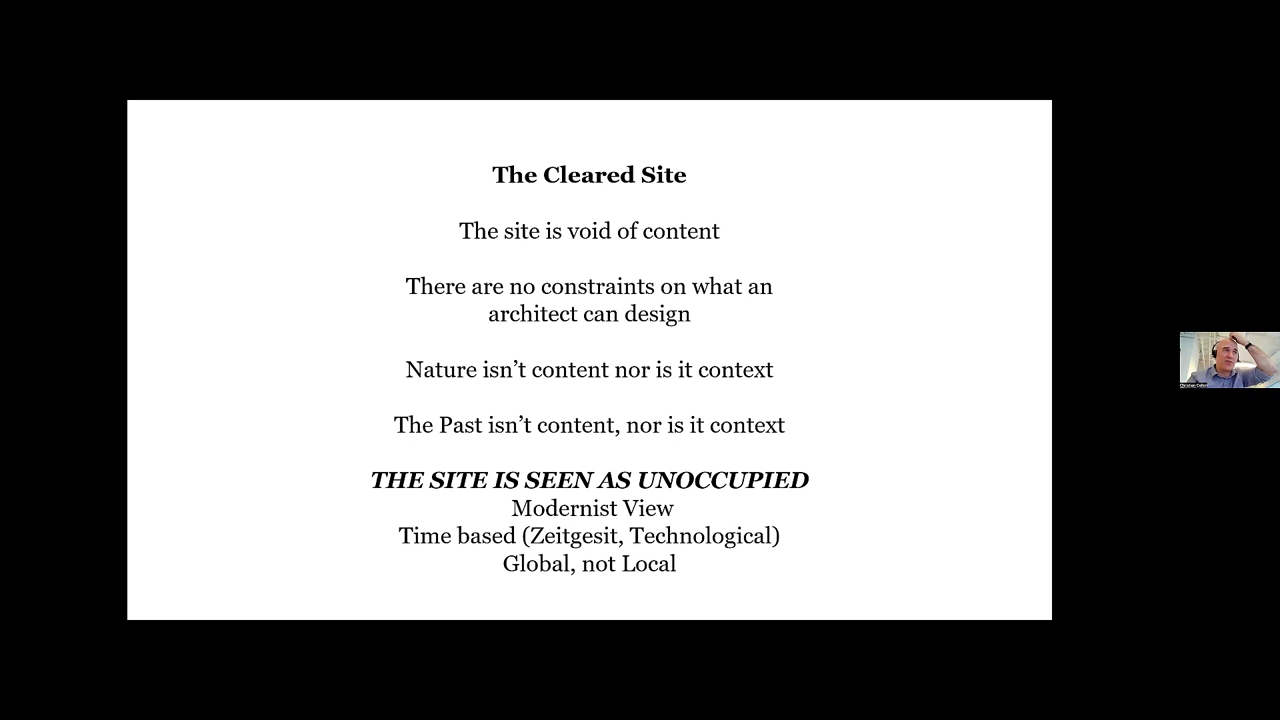 The Cleared Site
The site is void of content
There are no constraints on what an
architect can design
Nature isn’t content nor is it context
The Past isn’t content, nor is it context
THE SITE IS SEEN AS UNOCCUPIED
Modernist View
Time based (Zeitgesit, Technological)
Global, not Local